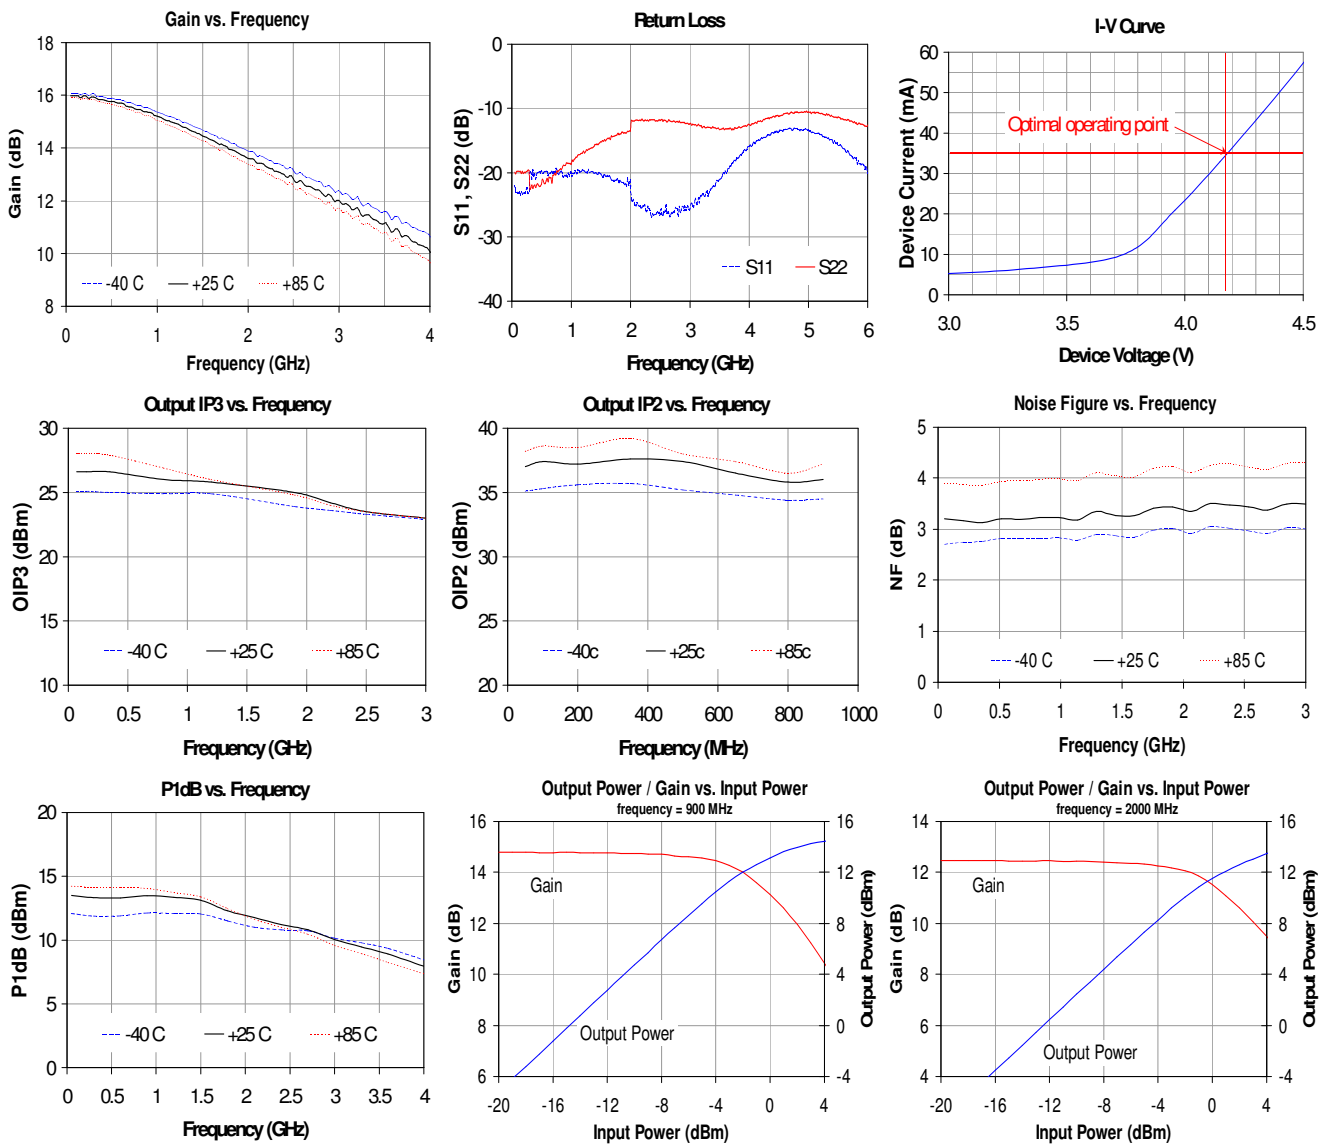 Gain vs. Frequency
18
16
14
12
10
8
Gain (dB)
-40 C
+25 C
+85 C
0 1 2 3 4
Frequency (GHz)
Return Loss
0
-10
-20
-30
-40
S11, S22 (dB)
S11
S22
0 1 2 3 4 5 6
Frequency (GHz)
I-V Curve
60
50
40
30
20
10
0
Device Current (mA)
Optimal operating point
3.0 3.5 4.0 4.5
Device Voltage (V)
Output IP3 vs. Frequency
30
25
20
15
10
OIP3 (dBm)
-40 C
+25 C
+85 C
0 0.5 1 1.5 2 2.5 3
Frequency (GHz)
Output IP2 vs. Frequency
40
35
30
25
20
OIP2 (dBm)
-40c
+25c
+85c
0 200 400 600 800 1000
Frequency (MHz)
Noise Figure vs. Frequency
5
4
3
2
1
0
NF (dB)
-40 C
+25 C
+85 C
0 0.5 1 1.5 2 2.5 3
Frequency (GHz)
P1dB vs. Frequency
20
15
10
5
0
P1dB (dBm)
-40 C
+25 C
+85 C
0 0.5 1 1.5 2 2.5 3 3.5 4
Frequency (GHz)
Output Power / Gain vs. Input Power
frequency = 900 MHz
16
14
12
10
8
6
Gain (dB)
Gain
Output Power
16
12
8
4
0
-4
Output Power (dBm)
-20 -16 -12 -8 -4 0 4
Input Power (dBm)
Output Power / Gain vs. Input Power
frequency = 2000 MHz
14
12
10
8
6
4
Gain (dB)
Gain
Output Power
16
12
8
4
0
-4
Output Power (dBm)
-20 -16 -12 -8 -4 0 4
Input Power (dBm)